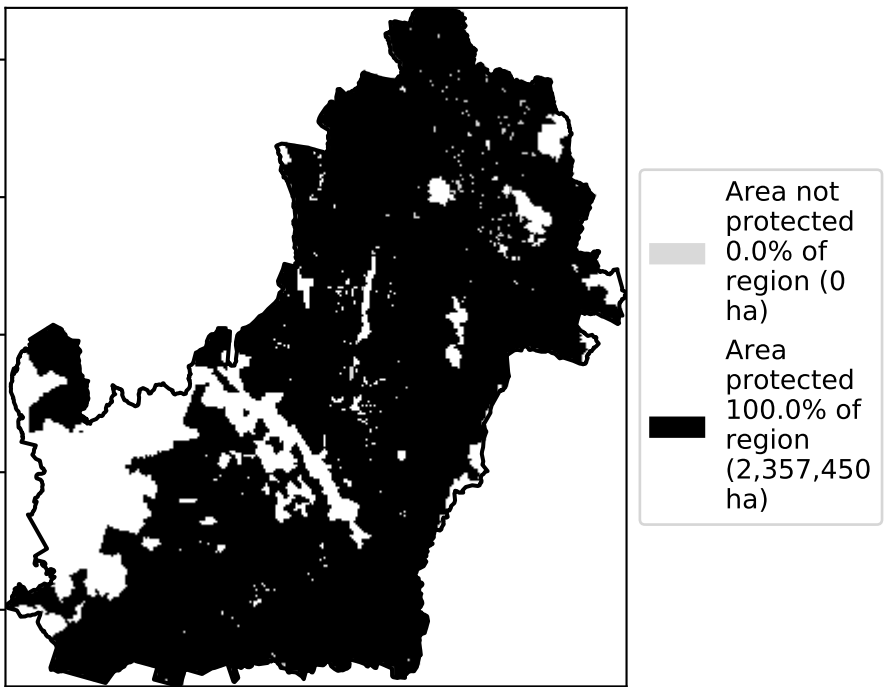 Area not
protected
0.0% of
region (0
ha)
Area
protected
100.0% of
region
(2,357,450
ha)